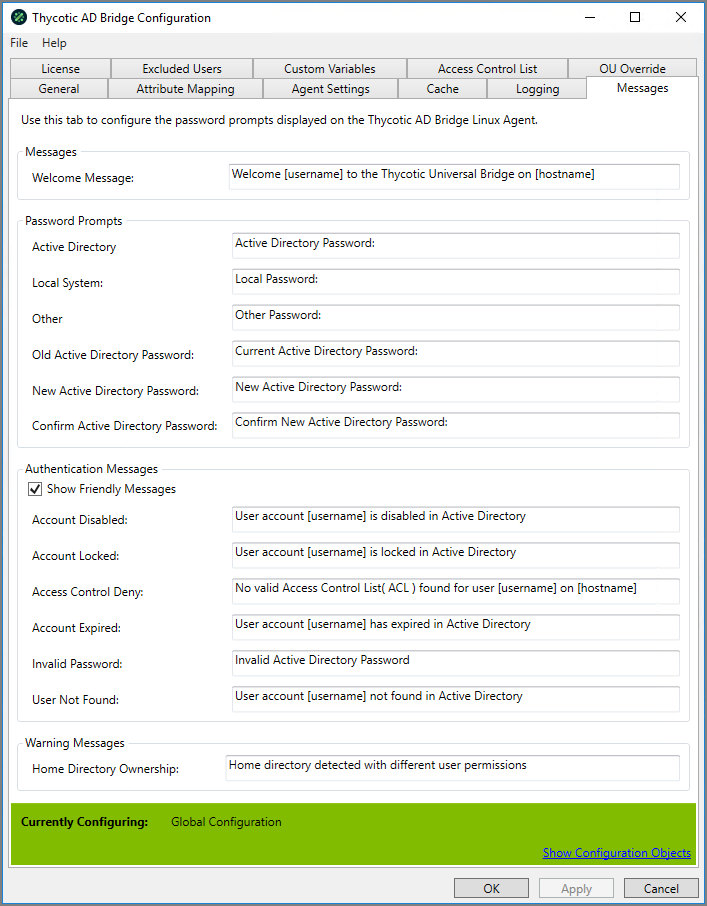 Thycotic AD Bridge Configuration
File Help
License Excluded Users Custom Variables Access Control List OU Override
General Attribute Mapping Agent Settings Cache Logging Messages
Use this tab to configure the password prompts displayed on the Thycotic AD Bridge Linux Agent.
Messages
Welcome Message: Welcome [username] to the Thycotic Universal Bridge on [hostname]
Password Prompts
Active Directory Active Directory Password:
Local System: Local Password:
Other Other Password:
Old Active Directory Password: Current Active Directory Password:
New Active Directory Password: New Active Directory Password:
Confirm Active Directory Password: Confirm New Active Directory Password:
Authentication Messages
Show Friendly Messages
Account Disabled: User account [username] is disabled in Active Directory
Account Locked: User account [username] is locked in Active Directory
Access Control Deny: No valid Access Control List( ACL ) found for user [username] on [hostname]
Account Expired: User account [username] has expired in Active Directory
Invalid Password: Invalid Active Directory Password
User Not Found: User account [username] not found in Active Directory
Warning Messages
Home Directory Ownership: Home directory detected with different user permissions
Currently Configuring: Global Configuration
Show Configuration Objects
OK Apply Cancel